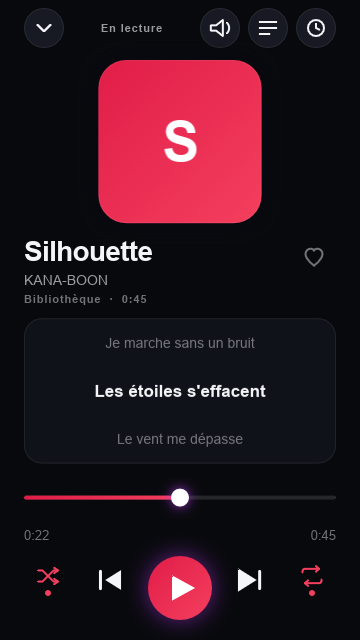 En lecture
S
Silhouette
KANA-BOON
Bibliothèque · 0:45
Je marche sans un bruit
Les étoiles s'effacent
Le vent me dépasse
0:22 0:45